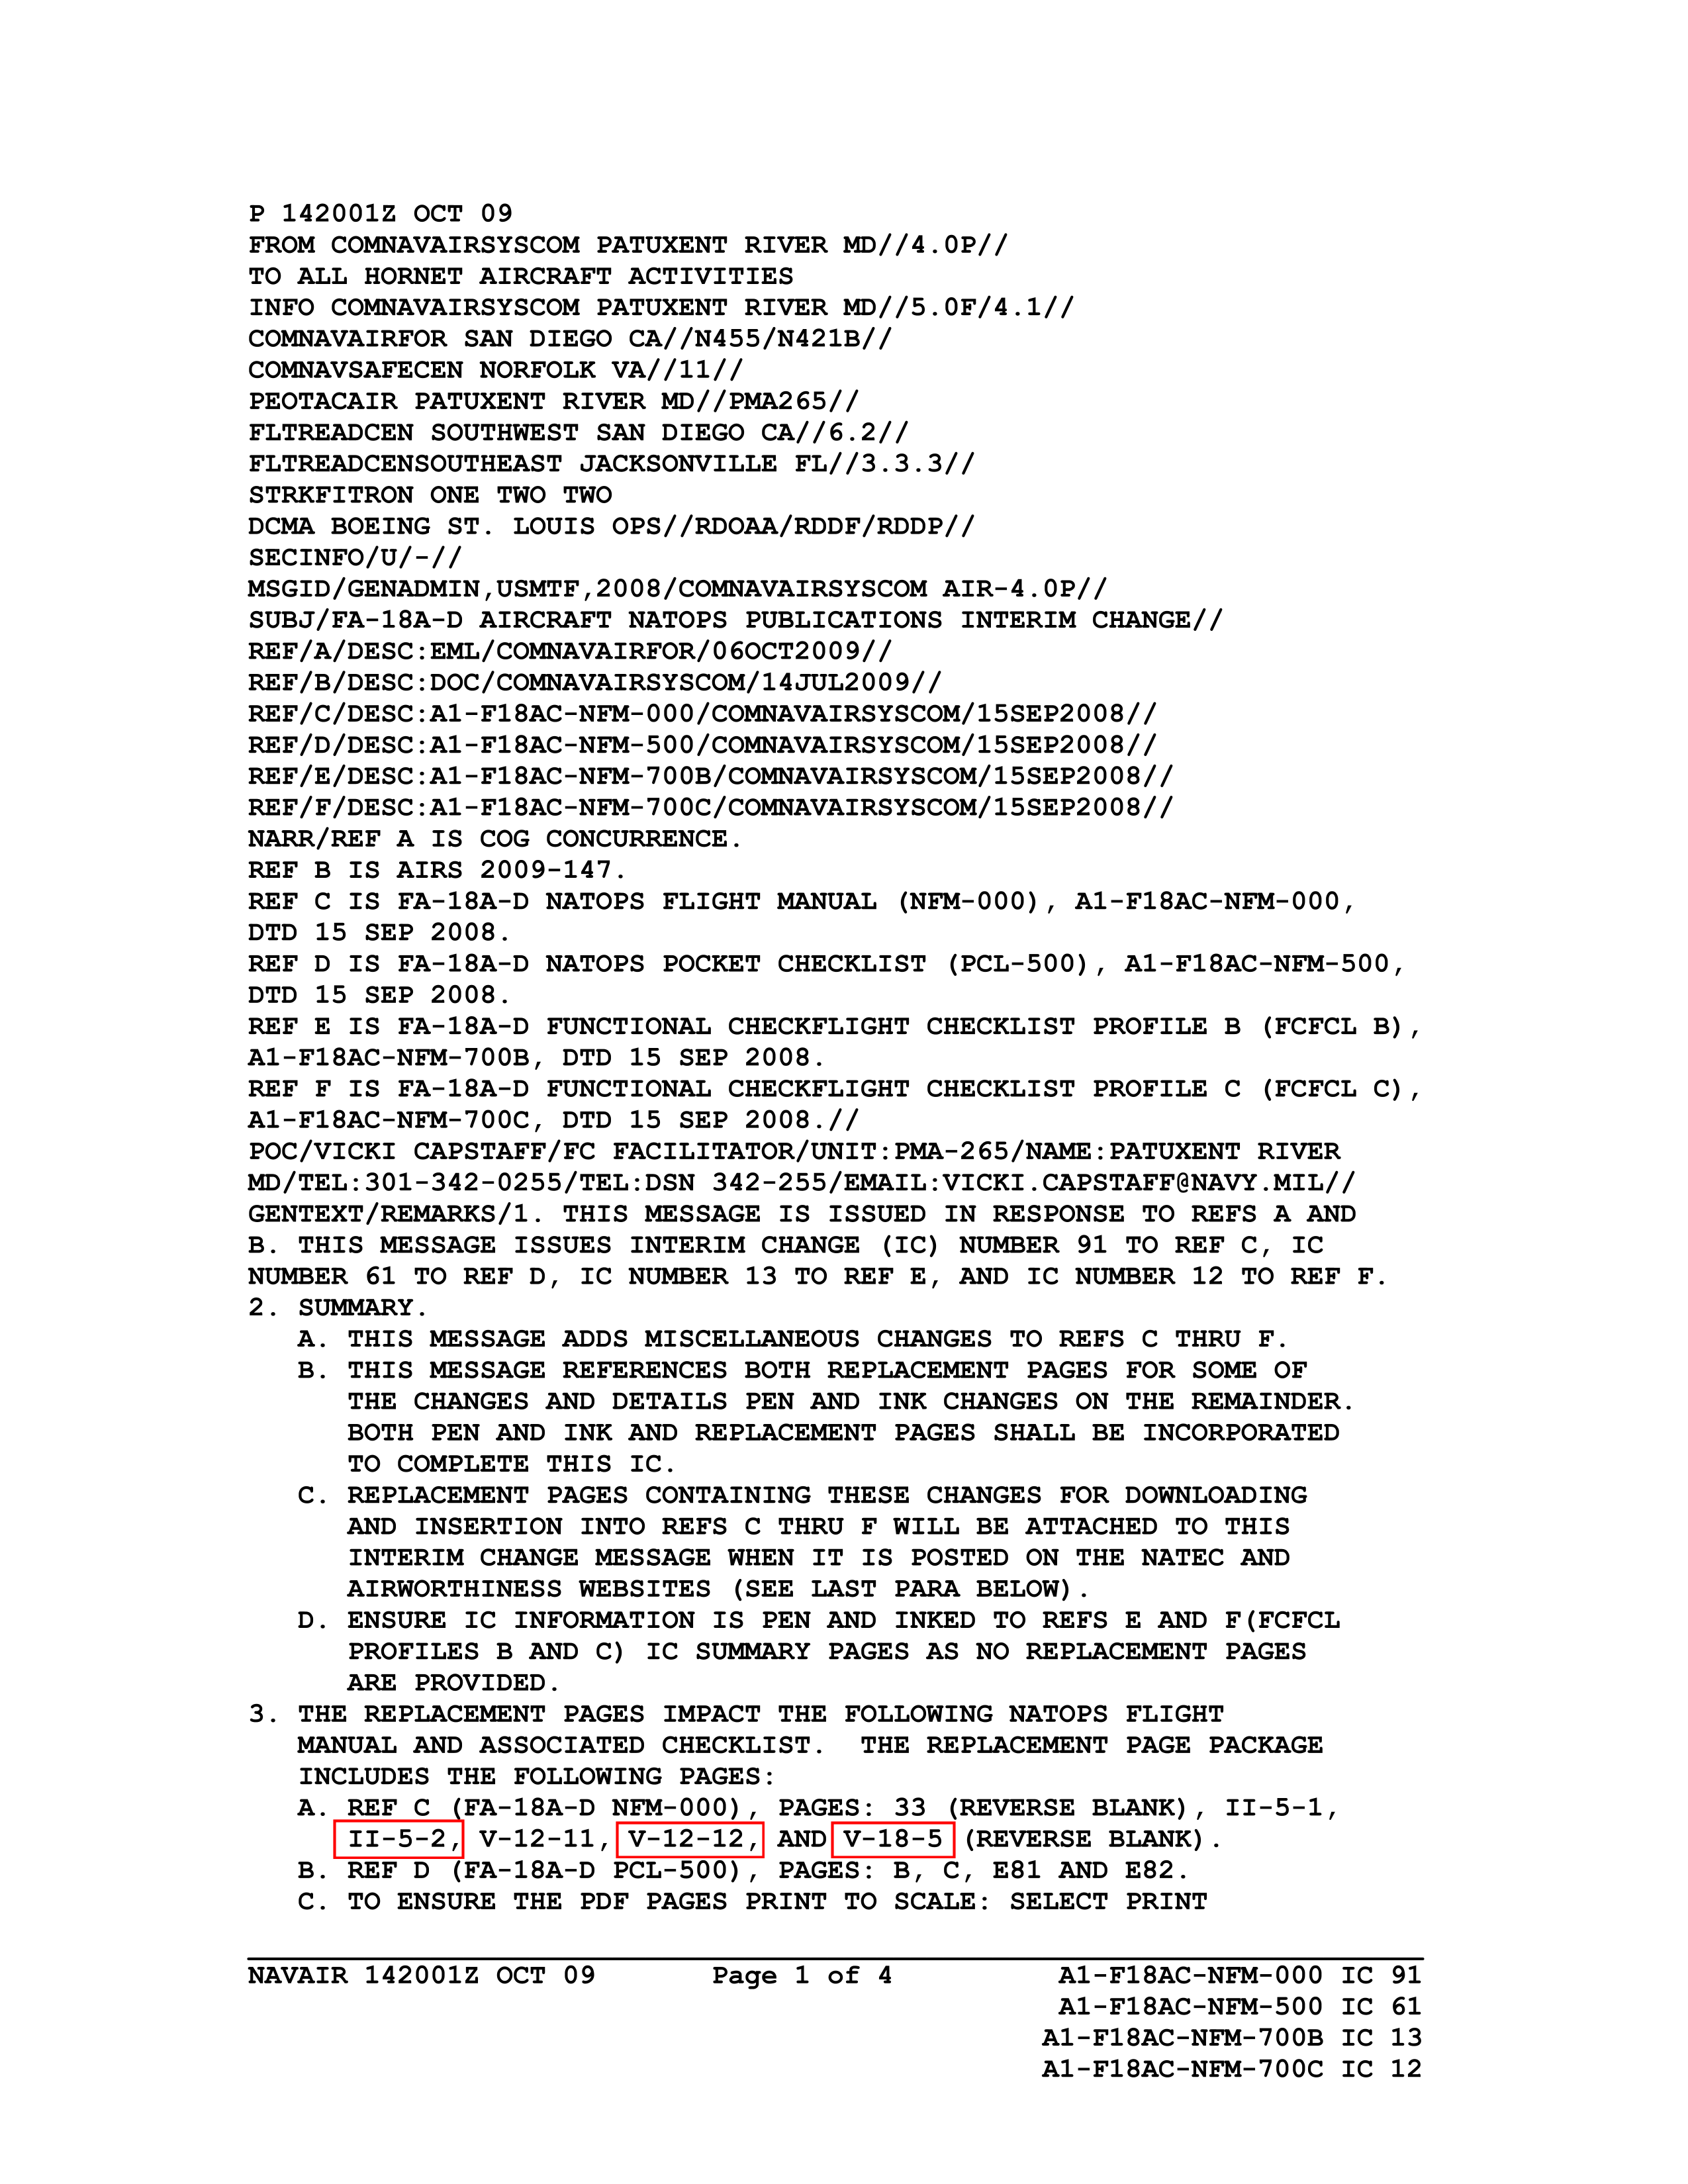 P 142001Z OCT 09
FROM COMNAVAIRSYSCOM PATUXENT RIVER MD//4.0P//
TO ALL HORNET AIRCRAFT ACTIVITIES
INFO COMNAVAIRSYSCOM PATUXENT RIVER MD//5.0F/4.1//
COMNAVAIRFOR SAN DIEGO CA//N455/N421B//
COMNAVSAFECEN NORFOLK VA//11//
PEOTACAIR PATUXENT RIVER MD//PMA265//
FLTREADCEN SOUTHWEST SAN DIEGO CA//6.2//
FLTREADCENSOUTHEAST JACKSONVILLE FL//3.3.3//
STRKFITRON ONE TWO TWO
DCMA BOEING ST. LOUIS OPS//RDOAA/RDDF/RDDP//
SECINFO/U/-//
MSGID/GENADMIN,USMTF,2008/COMNAVAIRSYSCOM AIR-4.0P//
SUBJ/FA-18A-D AIRCRAFT NATOPS PUBLICATIONS INTERIM CHANGE//
REF/A/DESC:EML/COMNAVAIRFOR/06OCT2009//
REF/B/DESC:DOC/COMNAVAIRSYSCOM/14JUL2009//
REF/C/DESC:A1-F18AC-NFM-000/COMNAVAIRSYSCOM/15SEP2008//
REF/D/DESC:A1-F18AC-NFM-500/COMNAVAIRSYSCOM/15SEP2008//
REF/E/DESC:A1-F18AC-NFM-700B/COMNAVAIRSYSCOM/15SEP2008//
REF/F/DESC:A1-F18AC-NFM-700C/COMNAVAIRSYSCOM/15SEP2008//
NARR/REF A IS COG CONCURRENCE.
REF B IS AIRS 2009-147.
REF C IS FA-18A-D NATOPS FLIGHT MANUAL (NFM-000), A1-F18AC-NFM-000,
DTD 15 SEP 2008.
REF D IS FA-18A-D NATOPS POCKET CHECKLIST (PCL-500), A1-F18AC-NFM-500,
DTD 15 SEP 2008.
REF E IS FA-18A-D FUNCTIONAL CHECKFLIGHT CHECKLIST PROFILE B (FCFCL B),
A1-F18AC-NFM-700B, DTD 15 SEP 2008.
REF F IS FA-18A-D FUNCTIONAL CHECKFLIGHT CHECKLIST PROFILE C (FCFCL C),
A1-F18AC-NFM-700C, DTD 15 SEP 2008.//
POC/VICKI CAPSTAFF/FC FACILITATOR/UNIT:PMA-265/NAME:PATUXENT RIVER
MD/TEL:301-342-0255/TEL:DSN 342-255/EMAIL:VICKI.CAPSTAFF@NAVY.MIL//
GENTEXT/REMARKS/1. THIS MESSAGE IS ISSUED IN RESPONSE TO REFS A AND
B. THIS MESSAGE ISSUES INTERIM CHANGE (IC) NUMBER 91 TO REF C, IC
NUMBER 61 TO REF D, IC NUMBER 13 TO REF E, AND IC NUMBER 12 TO REF F.
2. SUMMARY.
A. THIS MESSAGE ADDS MISCELLANEOUS CHANGES TO REFS C THRU F.
B. THIS MESSAGE REFERENCES BOTH REPLACEMENT PAGES FOR SOME OF
THE CHANGES AND DETAILS PEN AND INK CHANGES ON THE REMAINDER.
BOTH PEN AND INK AND REPLACEMENT PAGES SHALL BE INCORPORATED
TO COMPLETE THIS IC.
C. REPLACEMENT PAGES CONTAINING THESE CHANGES FOR DOWNLOADING
AND INSERTION INTO REFS C THRU F WILL BE ATTACHED TO THIS
INTERIM CHANGE MESSAGE WHEN IT IS POSTED ON THE NATEC AND
AIRWORTHINESS WEBSITES (SEE LAST PARA BELOW).
D. ENSURE IC INFORMATION IS PEN AND INKED TO REFS E AND F(FCFCL
PROFILES B AND C) IC SUMMARY PAGES AS NO REPLACEMENT PAGES
ARE PROVIDED.
3. THE REPLACEMENT PAGES IMPACT THE FOLLOWING NATOPS FLIGHT
MANUAL AND ASSOCIATED CHECKLIST. THE REPLACEMENT PAGE PACKAGE
INCLUDES THE FOLLOWING PAGES:
A. REF C (FA-18A-D NFM-000), PAGES: 33 (REVERSE BLANK), II-5-1,
II-5-2, V-12-11, V-12-12, AND V-18-5 (REVERSE BLANK).
B. REF D (FA-18A-D PCL-500), PAGES: B, C, E81 AND E82.
C. TO ENSURE THE PDF PAGES PRINT TO SCALE: SELECT PRINT
NAVAIR 142001Z OCT 09 Page 1 of 4 A1-F18AC-NFM-000 IC 91
A1-F18AC-NFM-500 IC 61
A1-F18AC-NFM-700B IC 13
A1-F18AC-NFM-700C IC 12